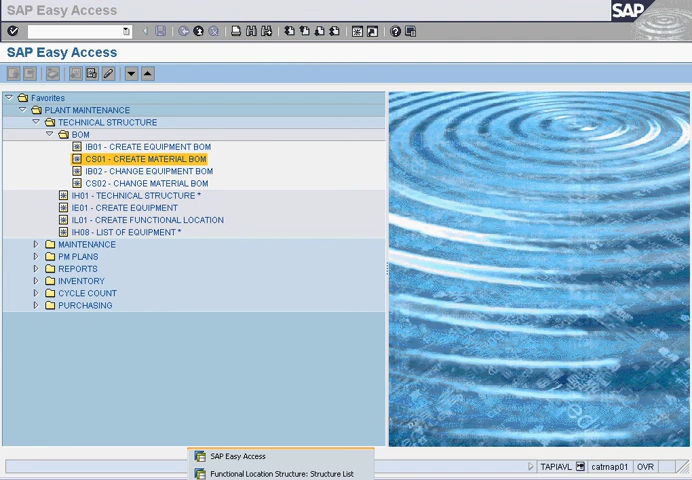 SAP Easy Access
SAP
SAP Easy Access
Favorites
PLANT MAINTENANCE
TECHNICAL STRUCTURE
BOM
IB01 - CREATE EQUIPMENT BOM
CS01 - CREATE MATERIAL BOM
IB02 - CHANGE EQUIPMENT BOM
CS02 - CHANGE MATERIAL BOM
IH01 - TECHNICAL STRUCTURE *
IE01 - CREATE EQUIPMENT
IL01 - CREATE FUNCTIONAL LOCATION
IH08 - LIST OF EQUIPMENT *
MAINTENANCE
PM PLANS
REPORTS
INVENTORY
CYCLE COUNT
PURCHASING
SAP Easy Access
Functional Location Structure: Structure List
TAPIAVL
catmap01
OVR